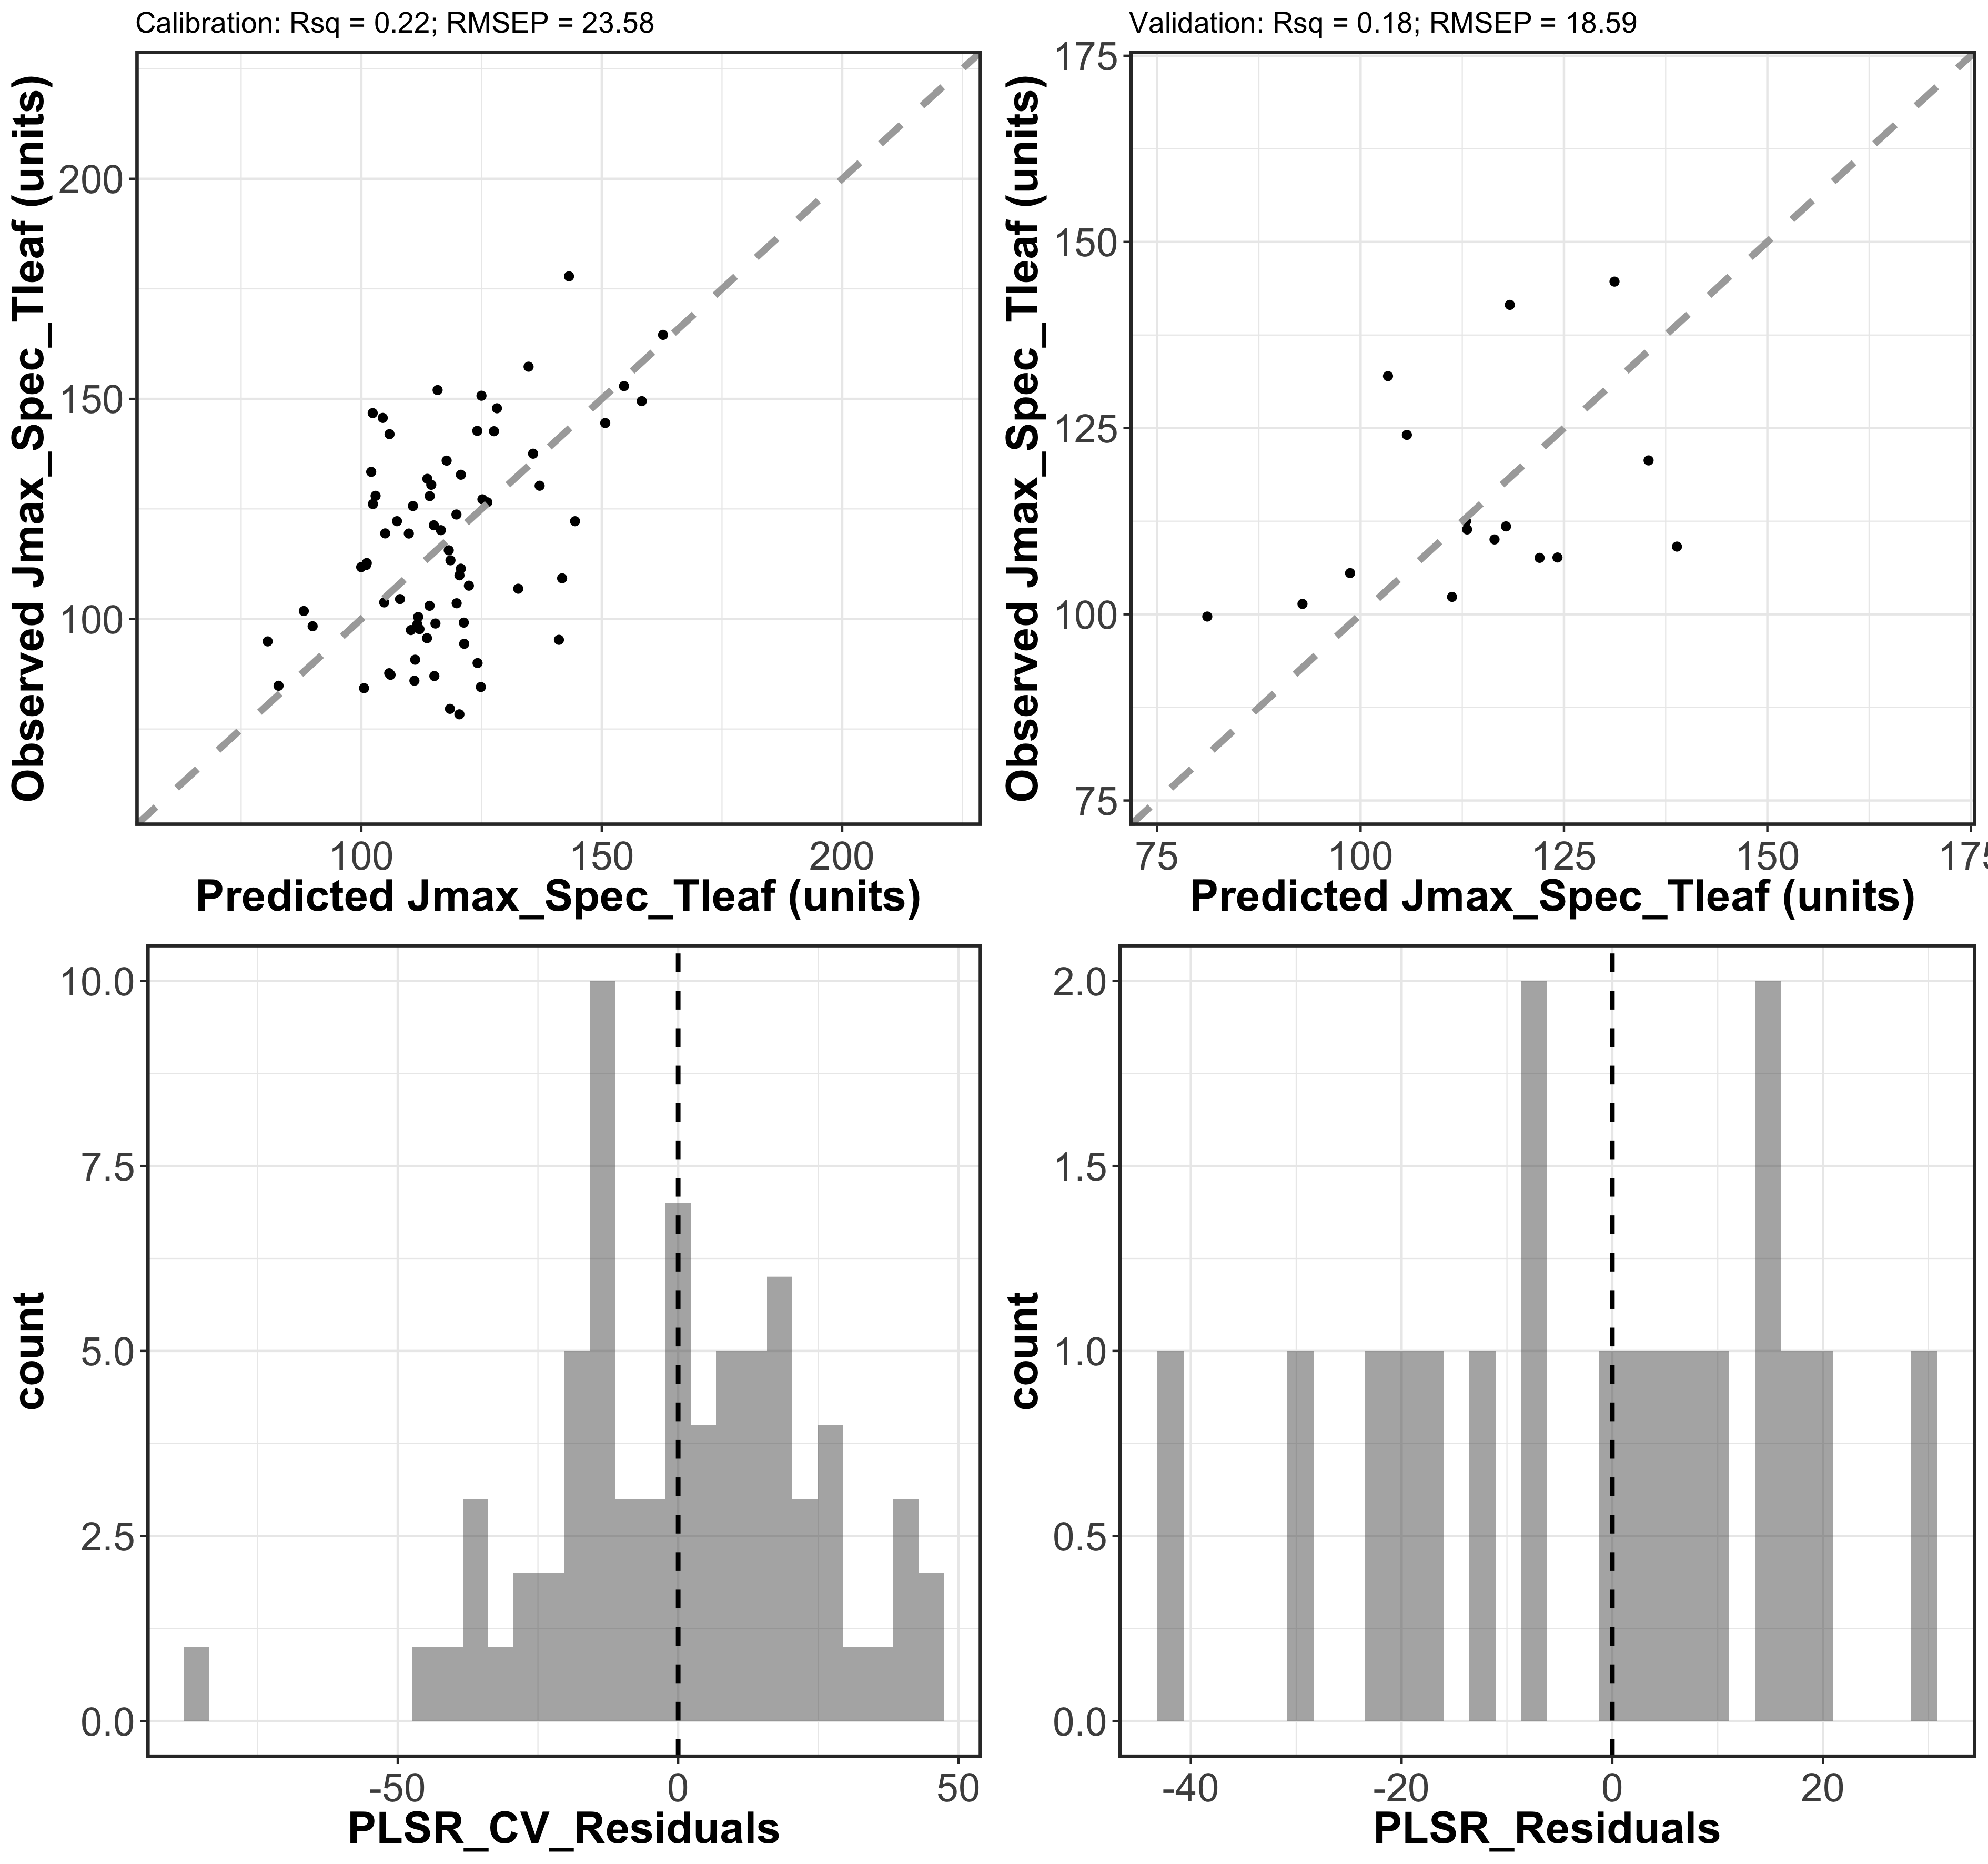 Calibration: Rsq = 0.22; RMSEP = 23.58
Observed Jmax_Spec_Tleaf (units)
200
150
100
100 150 200
Predicted Jmax_Spec_Tleaf (units)
Validation: Rsq = 0.18; RMSEP = 18.59
Observed Jmax_Spec_Tleaf (units)
175
150
125
100
75
75 100 125 150 175
Predicted Jmax_Spec_Tleaf (units)
count
10.0
7.5
5.0
2.5
0.0
-50 0 50
PLSR_CV_Residuals
count
2.0
1.5
1.0
0.5
0.0
-40 -20 0 20
PLSR_Residuals